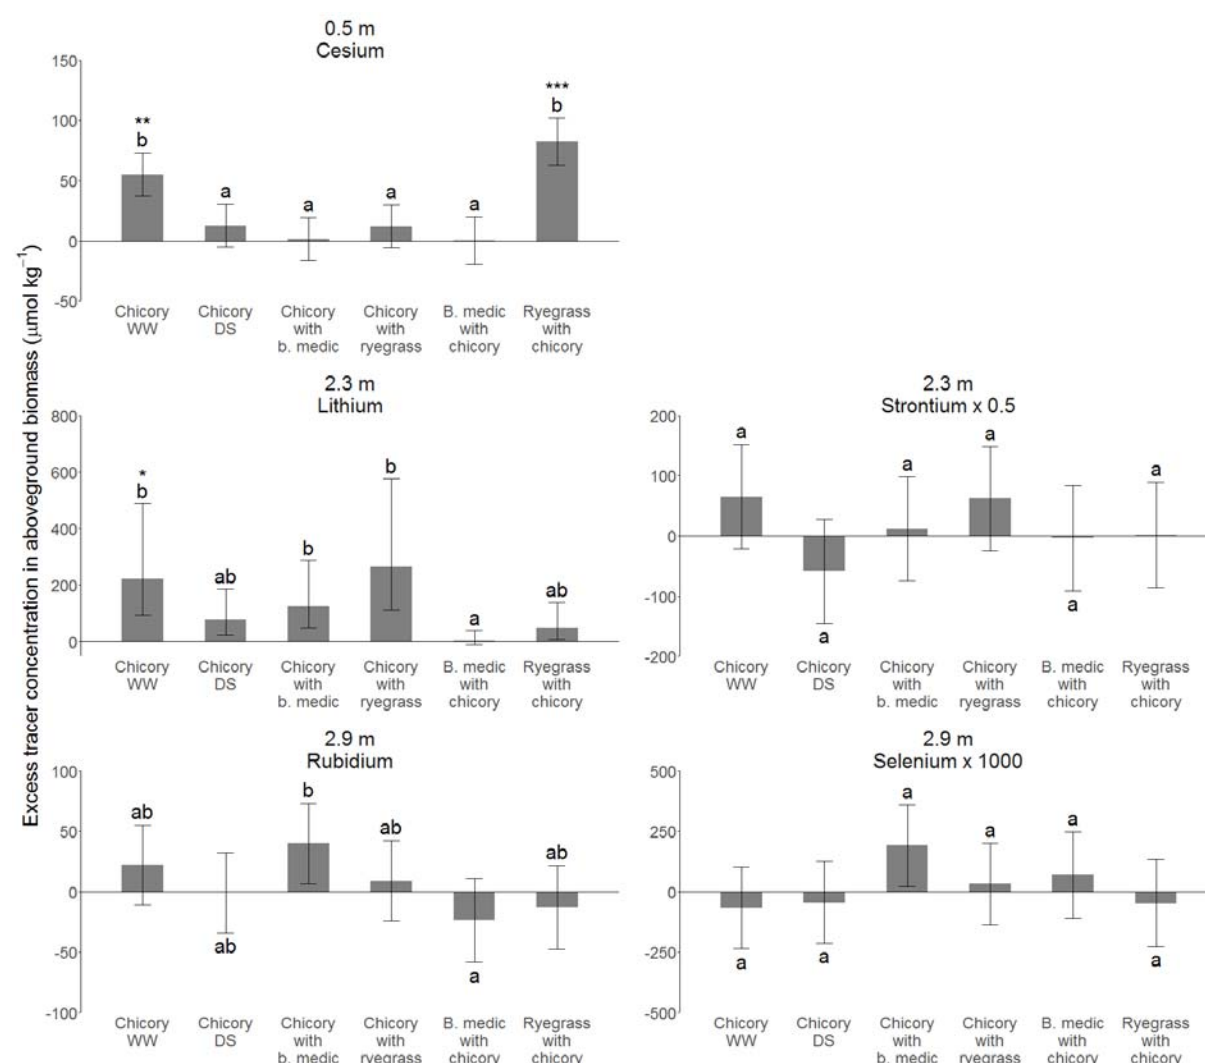 0.5 m
Cesium
Excess tracer concentration in aboveground biomass (μmol kg⁻¹)
150
100
50
0
-50
**
b
a
a
a
a
***
b
Chicory WW
Chicory DS
Chicory with b. medic
Chicory with ryegrass
B. medic with chicory
Ryegrass with chicory
2.3 m
Lithium
800
600
400
200
0
*
b
ab
b
b
a
ab
Chicory WW
Chicory DS
Chicory with b. medic
Chicory with ryegrass
B. medic with chicory
Ryegrass with chicory
2.3 m
Strontium x 0.5
200
100
0
-100
-200
a
a
a
a
a
a
Chicory WW
Chicory DS
Chicory with b. medic
Chicory with ryegrass
B. medic with chicory
Ryegrass with chicory
2.9 m
Rubidium
100
50
0
-50
-100
ab
ab
b
ab
a
ab
Chicory WW
Chicory DS
Chicory with b. medic
Chicory with ryegrass
B. medic with chicory
Ryegrass with chicory
2.9 m
Selenium x 1000
500
250
0
-250
-500
a
a
a
a
a
a
Chicory WW
Chicory DS
Chicory with b. medic
Chicory with ryegrass
B. medic with chicory
Ryegrass with chicory